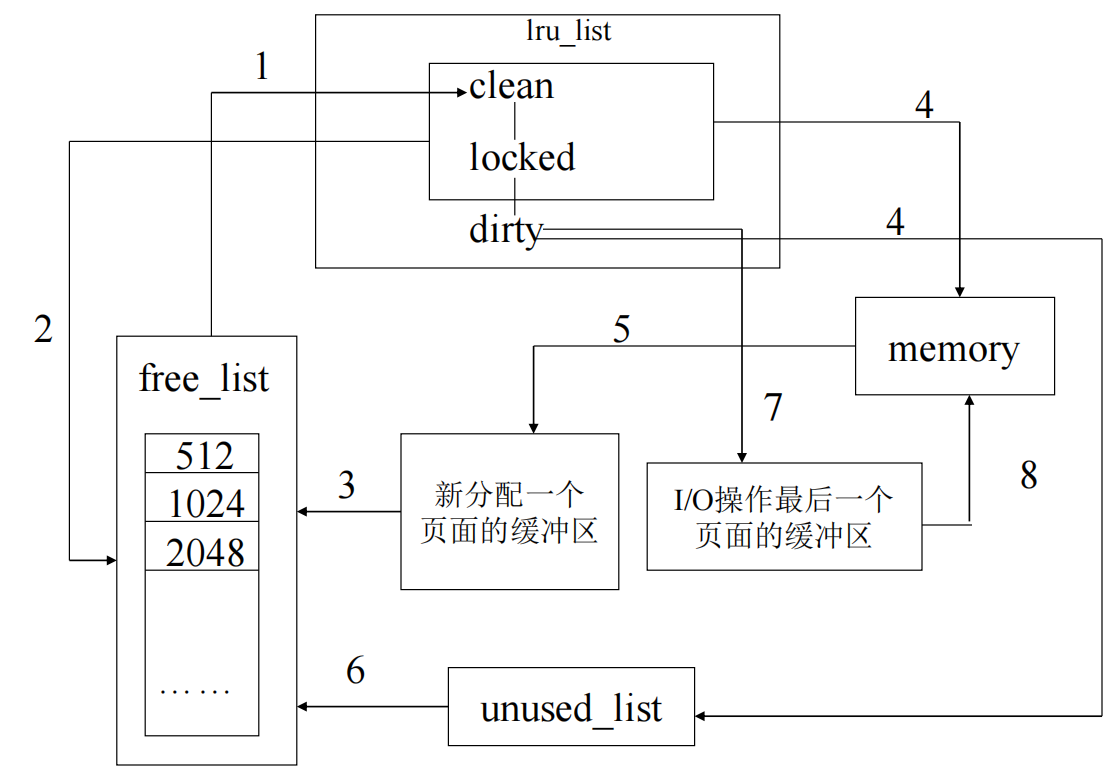 lru_list
1
clean
4
locked
4
dirty
2
5
memory
free_list
7
512
1024
2048
……
3
新分配一个
页面的缓冲区
I/O操作最后一个
页面的缓冲区
8
6
unused_list